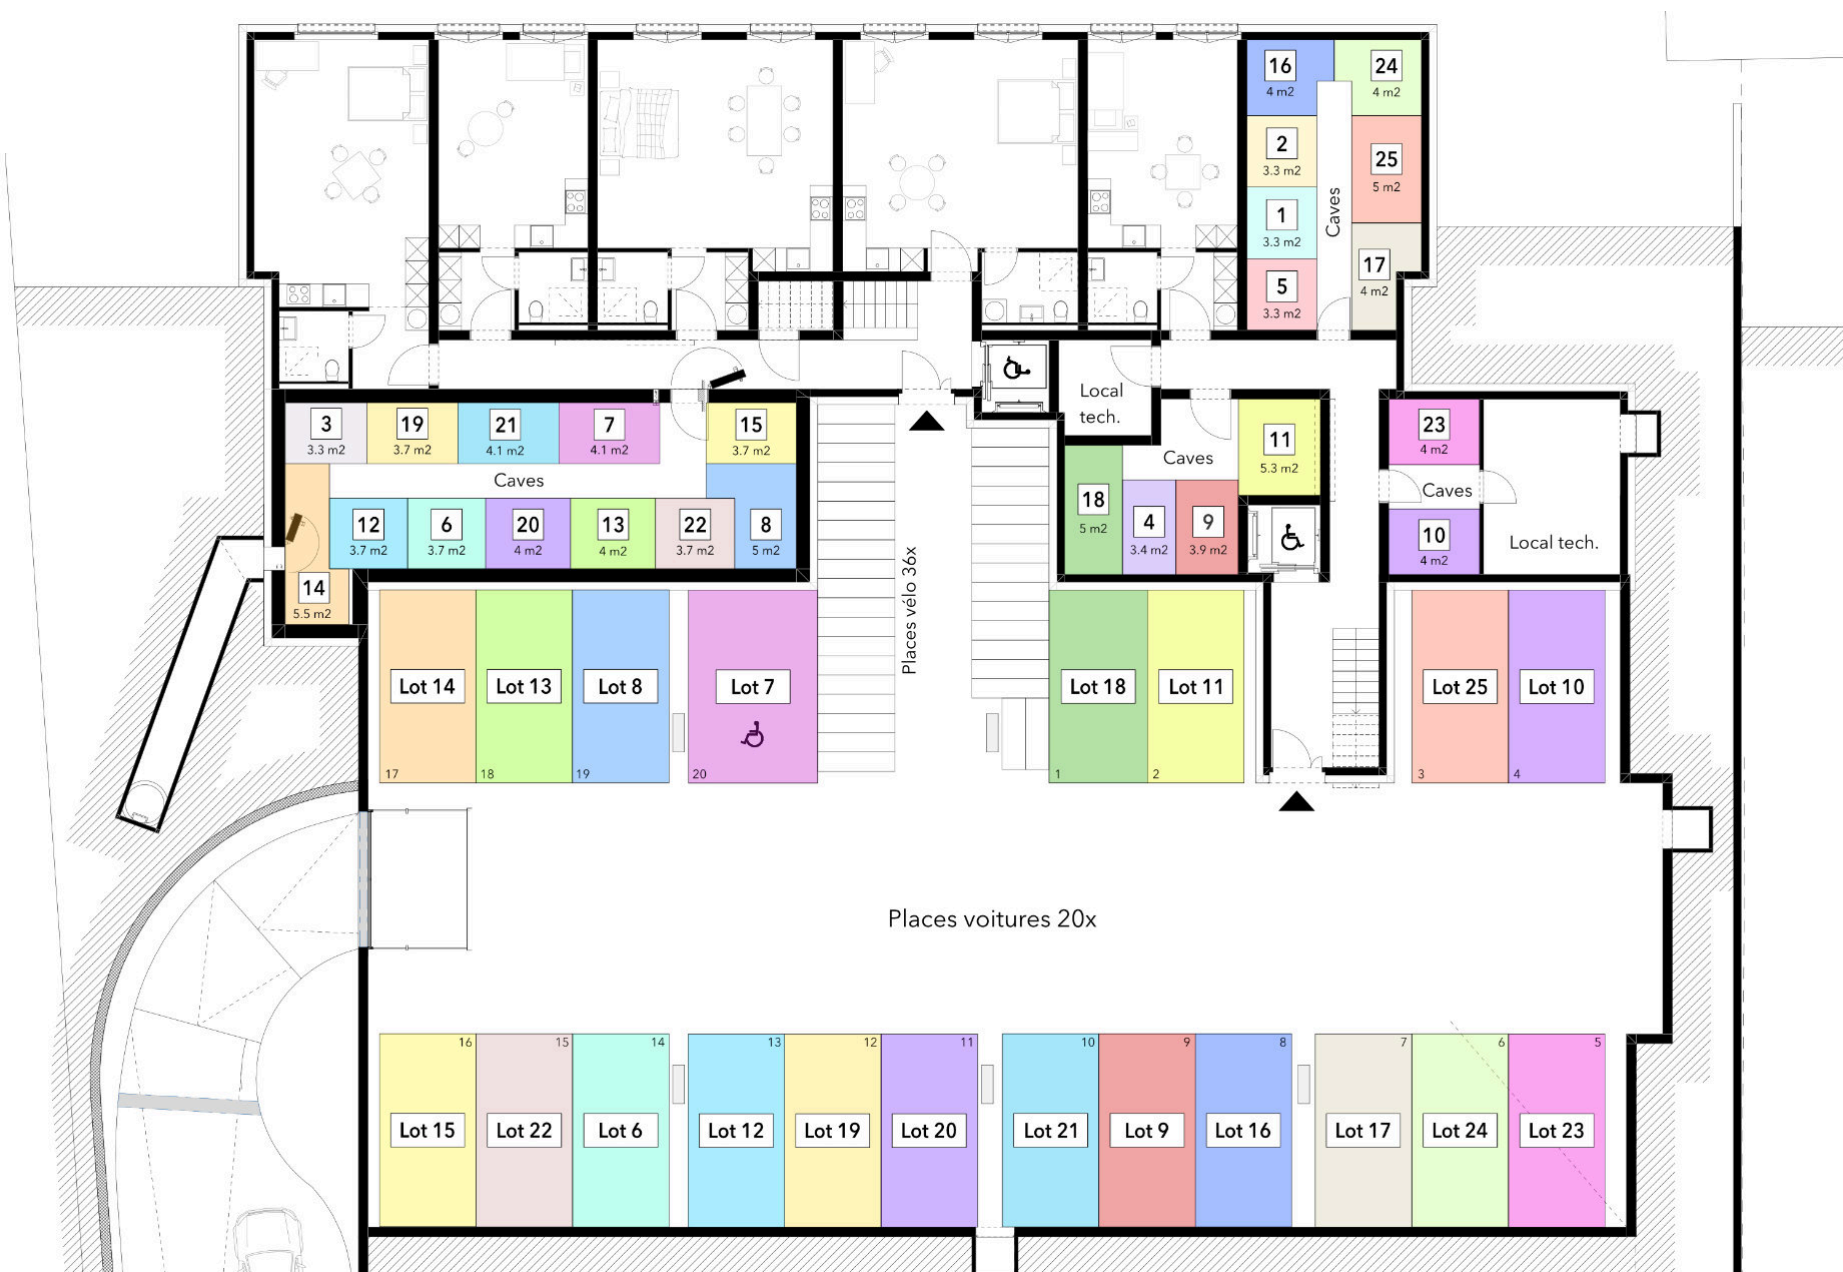 16
4 m2
24
4 m2
2
3.3 m2
25
5 m2
1
3.3 m2
Caves
17
4 m2
5
3.3 m2
Local
tech.
3
3.3 m2
19
3.7 m2
21
4.1 m2
7
4.1 m2
15
3.7 m2
Caves
12
3.7 m2
6
3.7 m2
20
4 m2
13
4 m2
22
3.7 m2
8
5 m2
14
5.5 m2
Places vélo 36x
11
5.3 m2
Caves
18
5 m2
4
3.4 m2
9
3.9 m2
23
4 m2
Caves
10
4 m2
Local tech.
Lot 14
17
Lot 13
18
Lot 8
19
Lot 7
20
Lot 18
1
Lot 11
2
Lot 25
3
Lot 10
4
Places voitures 20x
16
Lot 15
15
Lot 22
14
Lot 6
13
Lot 12
12
Lot 19
11
Lot 20
10
Lot 21
9
Lot 9
8
Lot 16
7
Lot 17
6
Lot 24
5
Lot 23